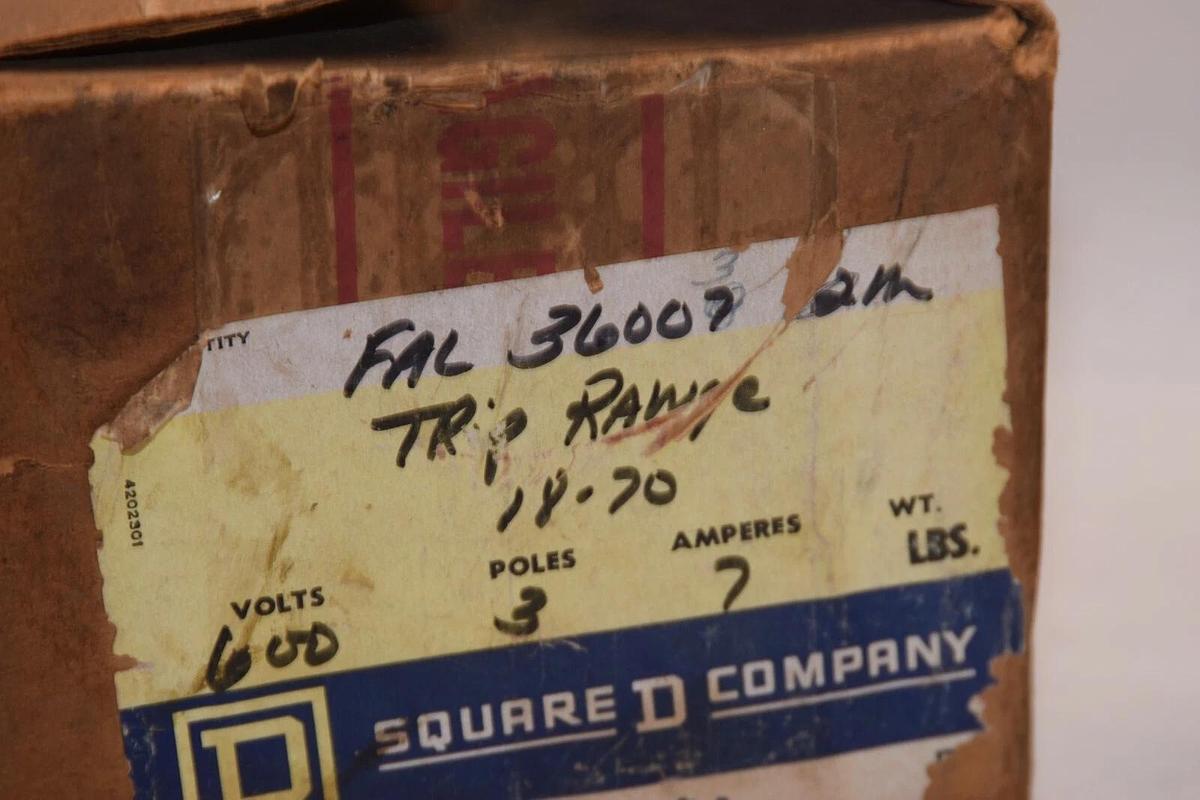 TITY
FAL 36007 2M
TRip RANge
18-70
4202301
VOLTS POLES AMPERES WT. LBS.
600 3 7
D SQUARE D COMPANY